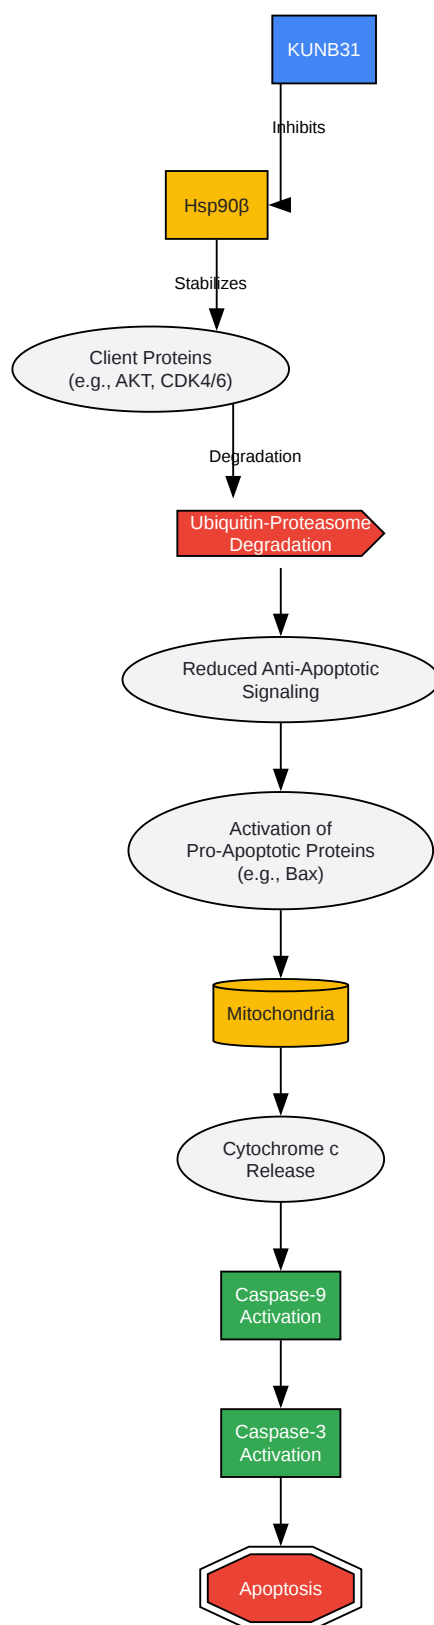 KUNB31
Inhibits
Hsp90β
Stabilizes
Client Proteins
(e.g., AKT, CDK4/6)
Degradation
Ubiquitin-Proteasome
Degradation
Reduced Anti-Apoptotic
Signaling
Activation of
Pro-Apoptotic Proteins
(e.g., Bax)
Mitochondria
Cytochrome c
Release
Caspase-9
Activation
Caspase-3
Activation
Apoptosis